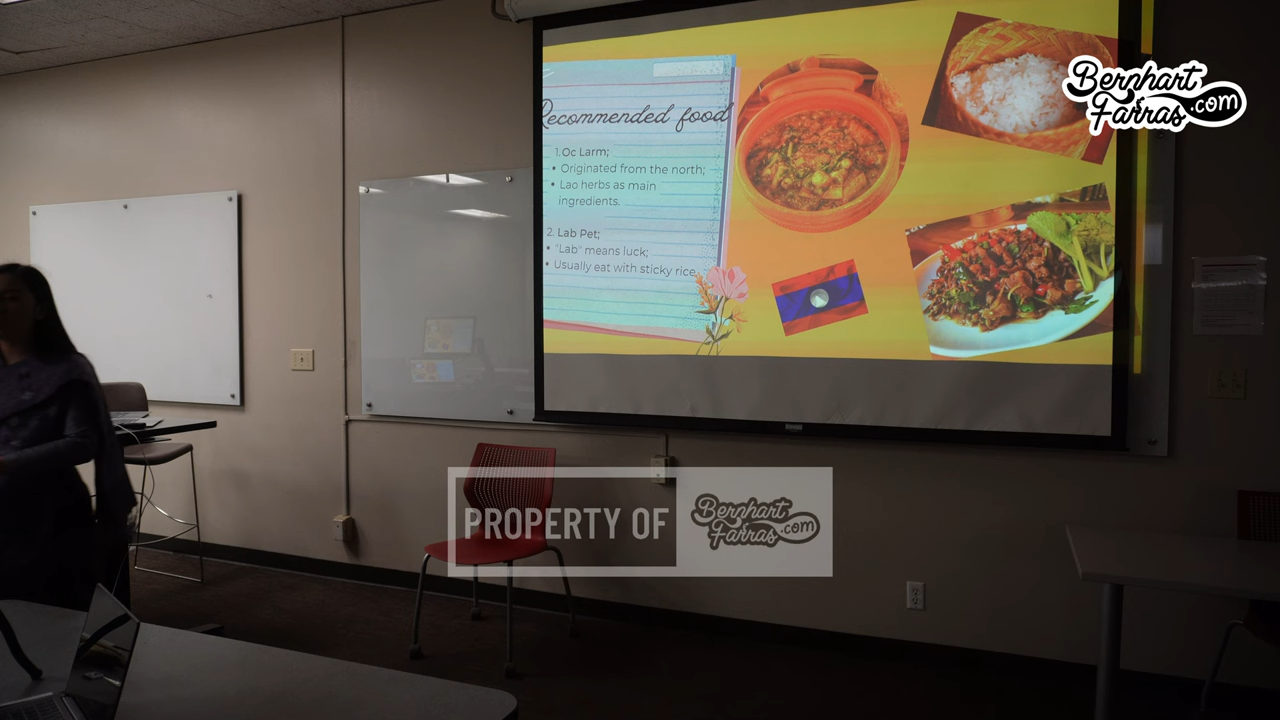 Recommended food
1. Oc Larm;
• Originated from the north;
• Lao herbs as main
ingredients.
2. Lab Pet;
• "Lab" means luck;
• Usually eat with sticky rice.
Bernhart
& Farras .com
PROPERTY OF
Bernhart
& Farras .com